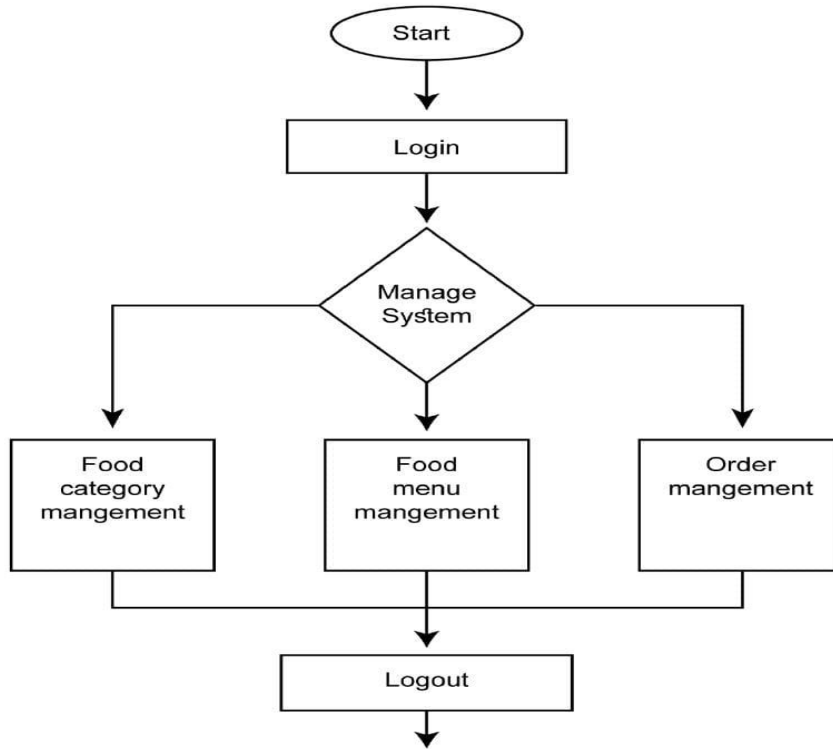 Start
Login
Manage
System
Food
category
mangement
Food
menu
mangement
Order
mangement
Logout